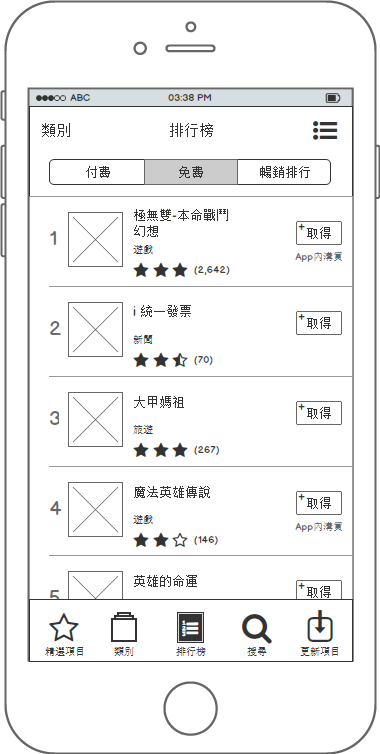 ABC 03:38 PM
類別 排行榜
付費 免費 暢銷排行
1 極無雙-本命戰鬥
幻想
遊戲
(2,642)
+取得
App內購買
2 i 統一發票
新聞
(70)
+取得
3 大甲媽祖
旅遊
(267)
+取得
4 魔法英雄傳說
遊戲
(146)
+取得
App內購買
5 英雄的命運
+取得
精選項目 類別 排行榜 搜尋 更新項目